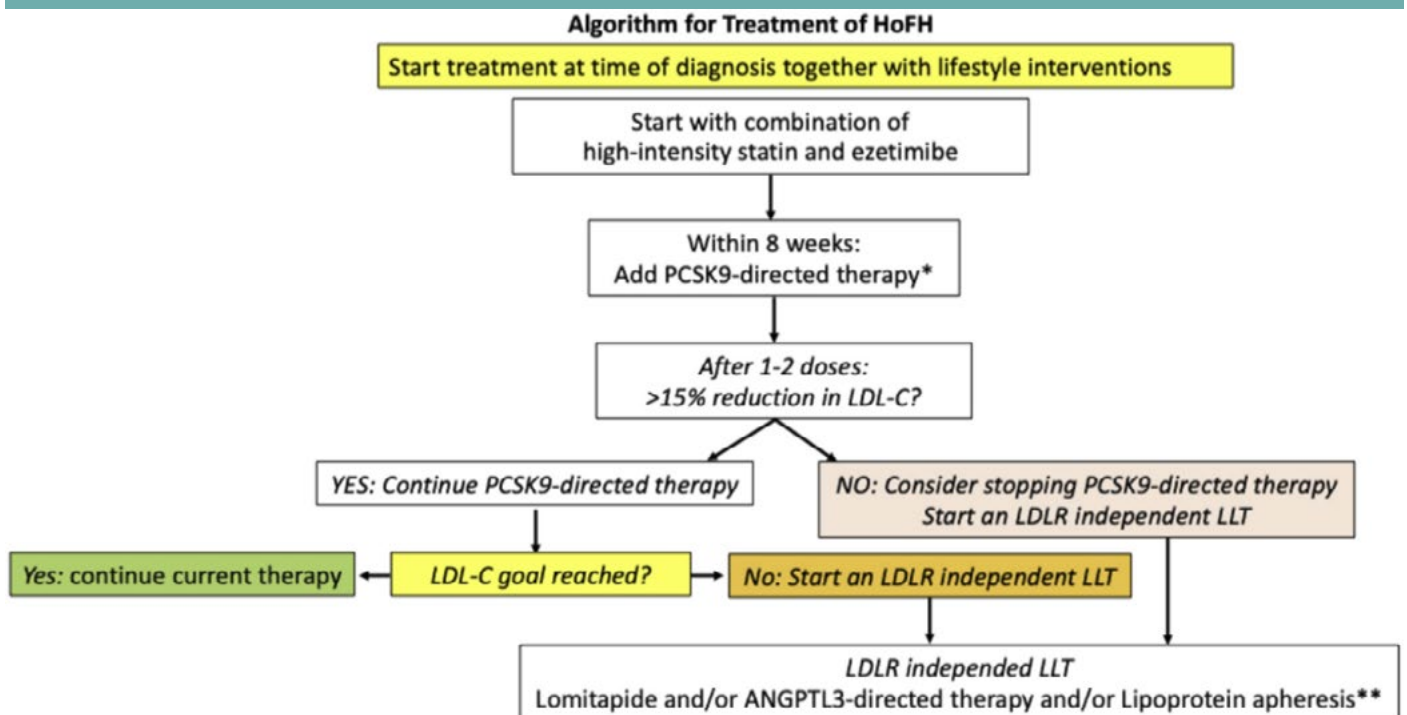 Algorithm for Treatment of HoFH
Start treatment at time of diagnosis together with lifestyle interventions
Start with combination of
high-intensity statin and ezetimibe
Within 8 weeks:
Add PCSK9-directed therapy*
After 1-2 doses:
>15% reduction in LDL-C?
YES: Continue PCSK9-directed therapy
NO: Consider stopping PCSK9-directed therapy
Start an LDLR independent LLT
Yes: continue current therapy
LDL-C goal reached?
No: Start an LDLR independent LLT
LDLR independed LLT
Lomitapide and/or ANGPTL3-directed therapy and/or Lipoprotein apheresis**